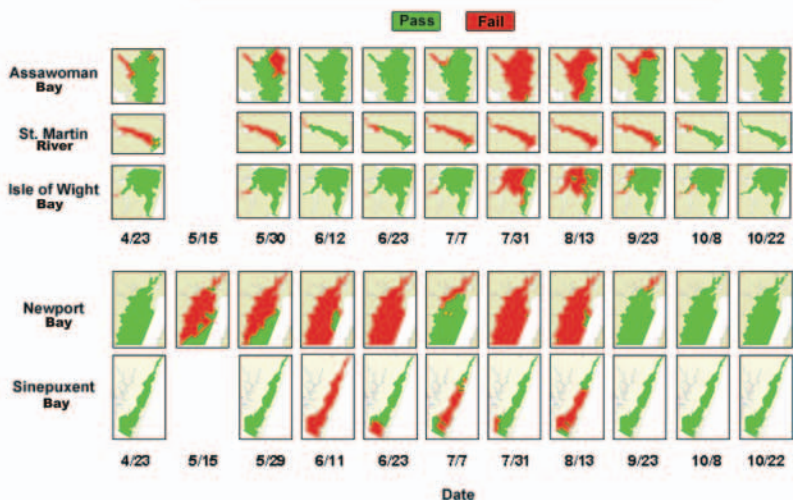 Pass Fail
Assawoman
Bay
St. Martin
River
Isle of Wight
Bay
4/23 5/15 5/30 6/12 6/23 7/7 7/31 8/13 9/23 10/8 10/22
Newport
Bay
Sinepuxent
Bay
4/23 5/15 5/29 6/11 6/23 7/7 7/31 8/13 9/23 10/8 10/22
Date